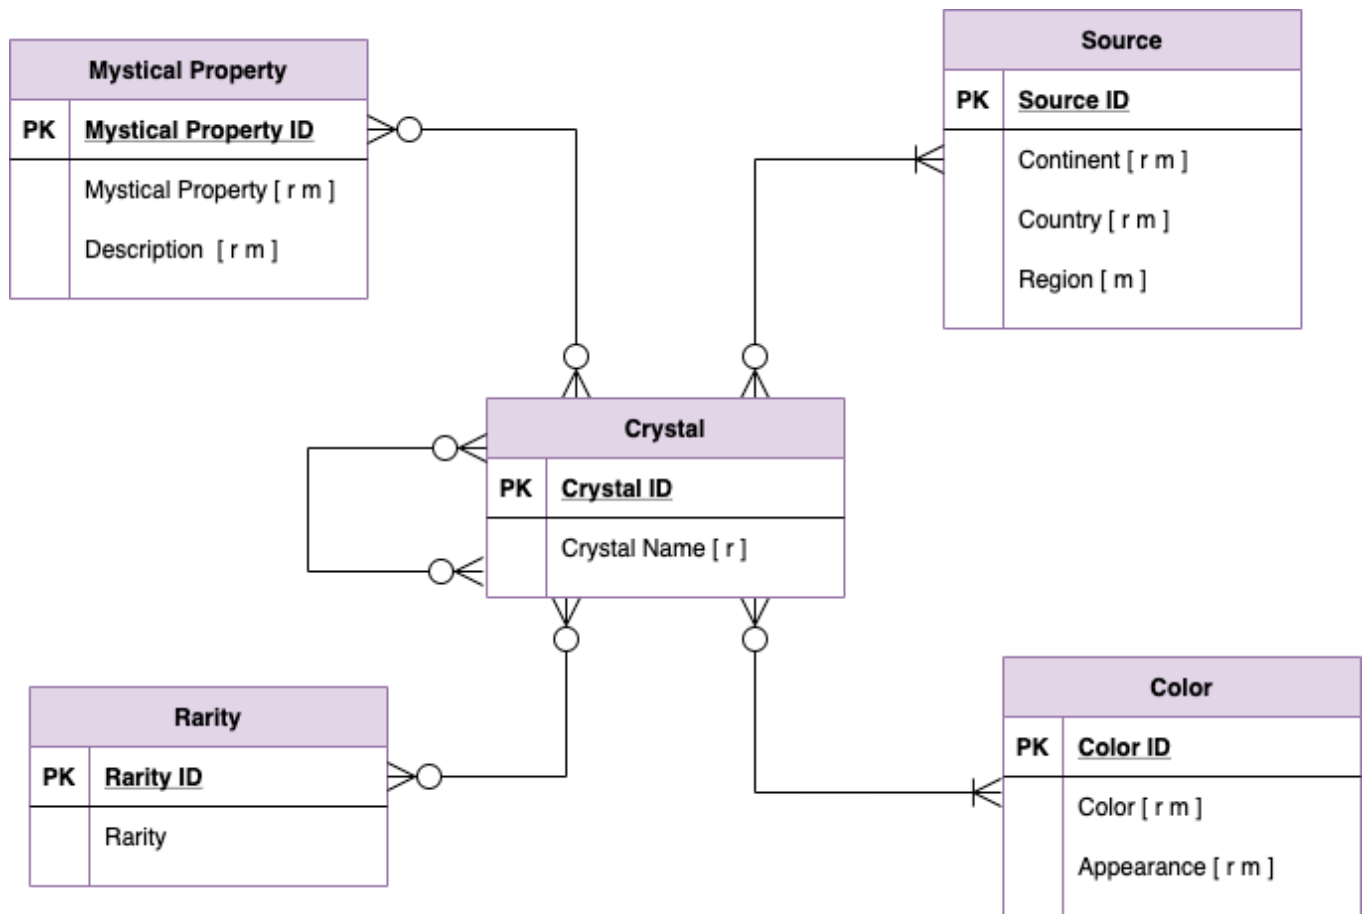 Mystical Property
PK Mystical Property ID
Mystical Property [ r m ]
Description [ r m ]
Source
PK Source ID
Continent [ r m ]
Country [ r m ]
Region [ m ]
Crystal
PK Crystal ID
Crystal Name [ r ]
Rarity
PK Rarity ID
Rarity
Color
PK Color ID
Color [ r m ]
Appearance [ r m ]